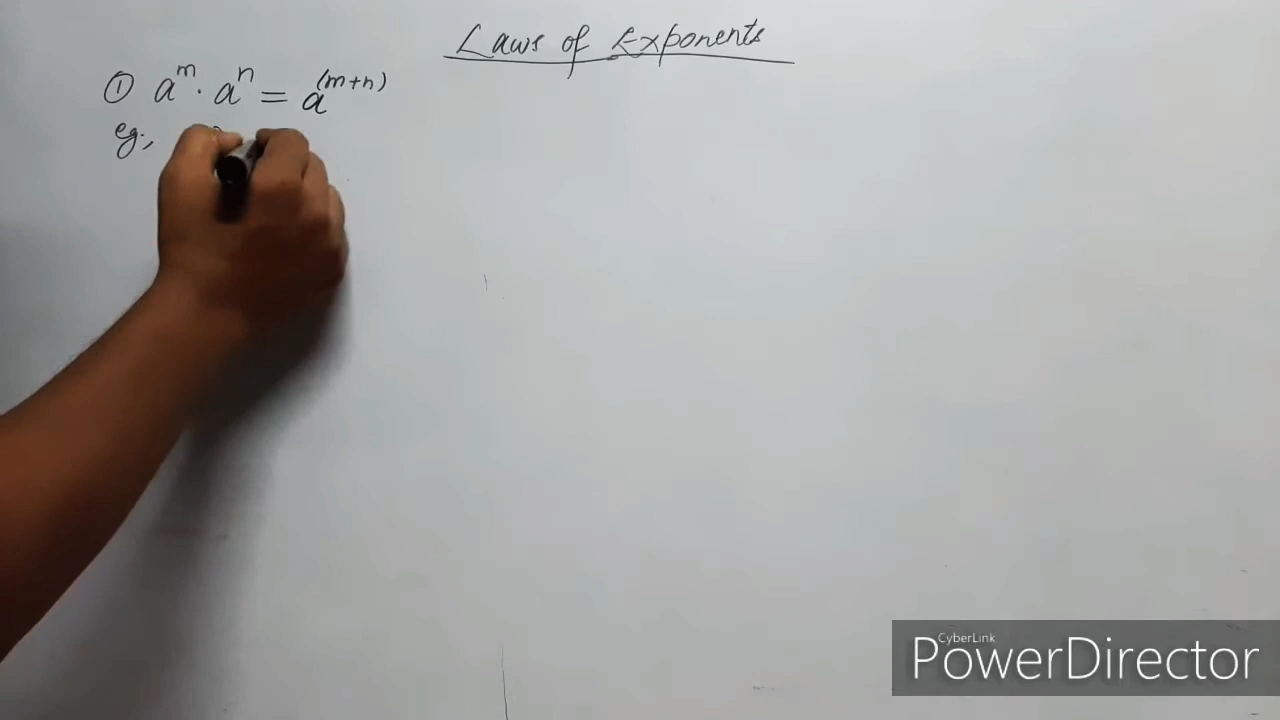 Laws of Exponents
① a^m · a^n = a^(m+n)
eg:,
CyberLink
PowerDirector